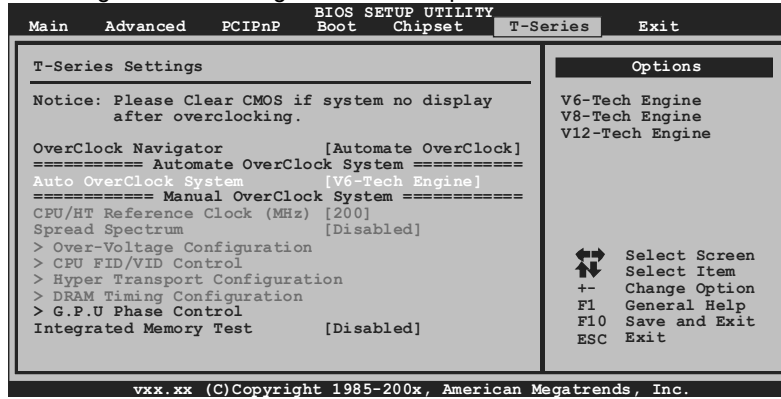 BIOS SETUP UTILITY
Main Advanced PCIPnP Boot Chipset T-Series Exit
T-Series Settings
Notice: Please Clear CMOS if system no display
after overclocking.
OverClock Navigator [Automate OverClock]
=========== Automate OverClock System ===========
Auto OverClock System [V6-Tech Engine]
============ Manual OverClock System ============
CPU/HT Reference Clock (MHz) [200]
Spread Spectrum [Disabled]
> Over-Voltage Configuration
> CPU FID/VID Control
> Hyper Transport Configuration
> DRAM Timing Configuration
> G.P.U Phase Control
Integrated Memory Test [Disabled]
Options
V6-Tech Engine
V8-Tech Engine
V12-Tech Engine
Select Screen
Select Item
+- Change Option
F1 General Help
F10 Save and Exit
ESC Exit
vxx.xx (C)Copyright 1985-200x, American Megatrends, Inc.